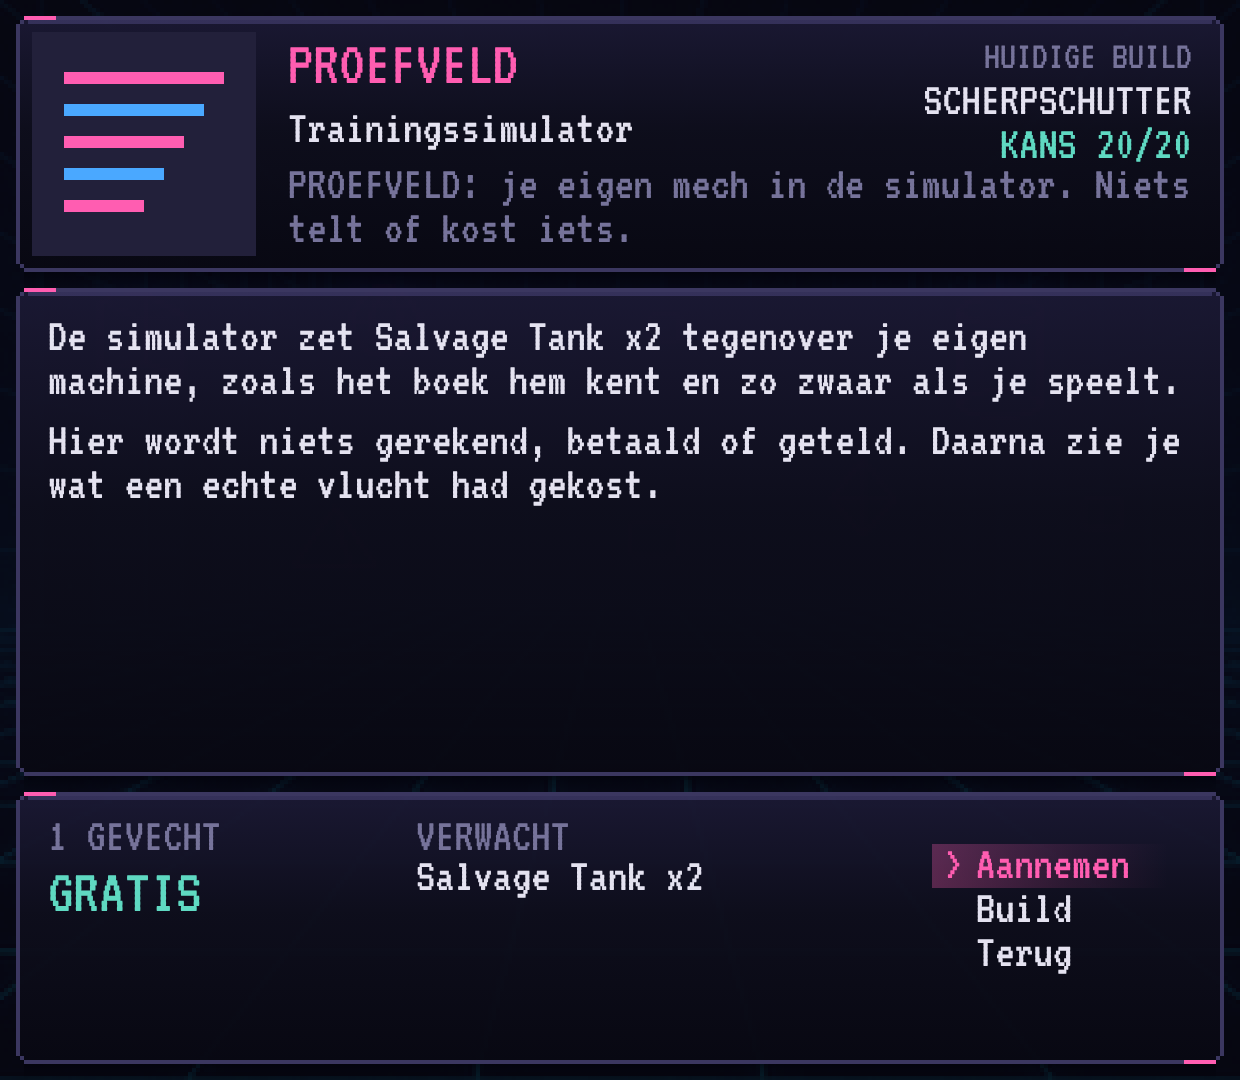 PROEFVELD
Trainingssimulator
PROEFVELD: je eigen mech in de simulator. Niets
telt of kost iets.
HUIDIGE BUILD
SCHERPSCHUTTER
KANS 20/20
De simulator zet Salvage Tank x2 tegenover je eigen
machine, zoals het boek hem kent en zo zwaar als je speelt.
Hier wordt niets gerekend, betaald of geteld. Daarna zie je
wat een echte vlucht had gekost.
1 GEVECHT
GRATIS
VERWACHT
Salvage Tank x2
> Aannemen
Build
Terug